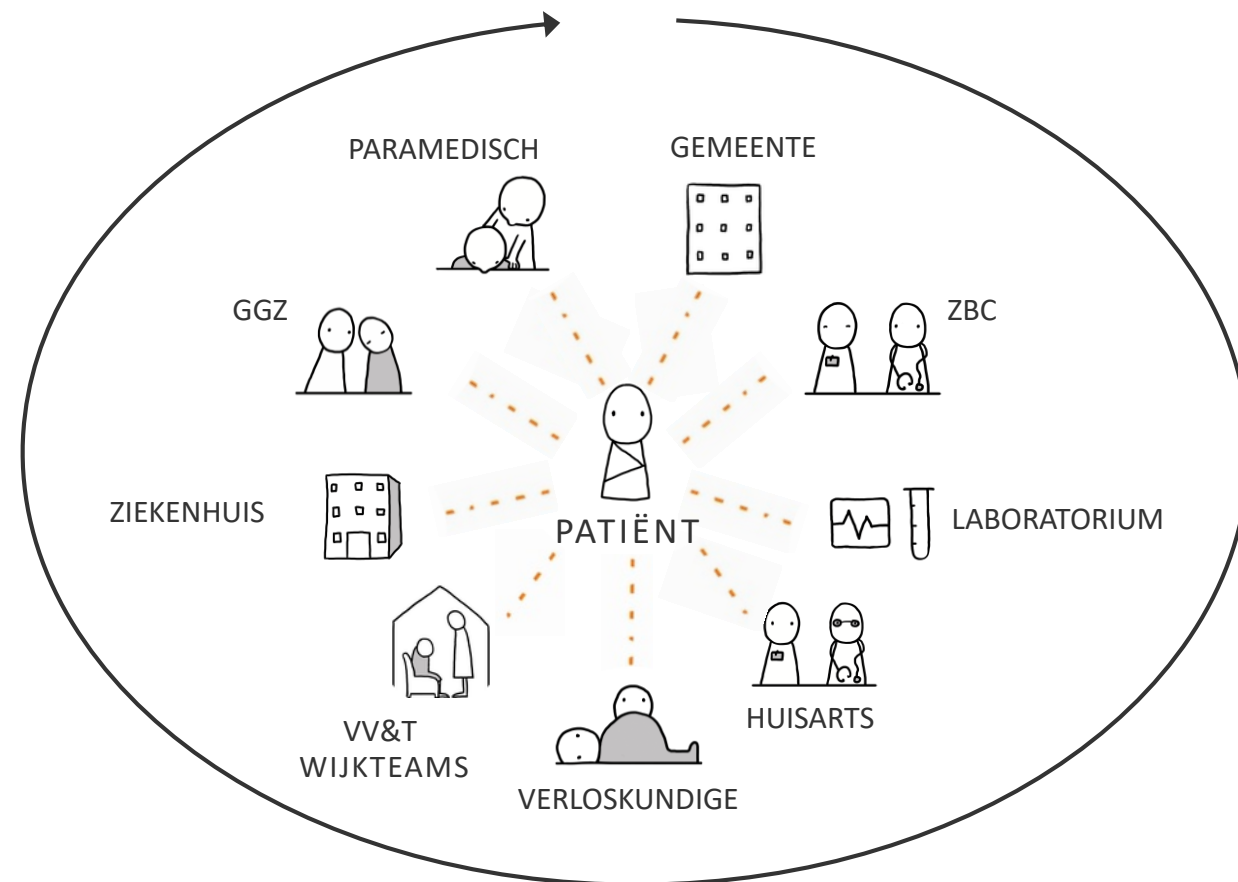 PARAMEDISCH
GEMEENTE
GGZ
ZBC
ZIEKENHUIS
PATIËNT
LABORATORIUM
VV&T
WIJKTEAMS
HUISARTS
VERLOSKUNDIGE